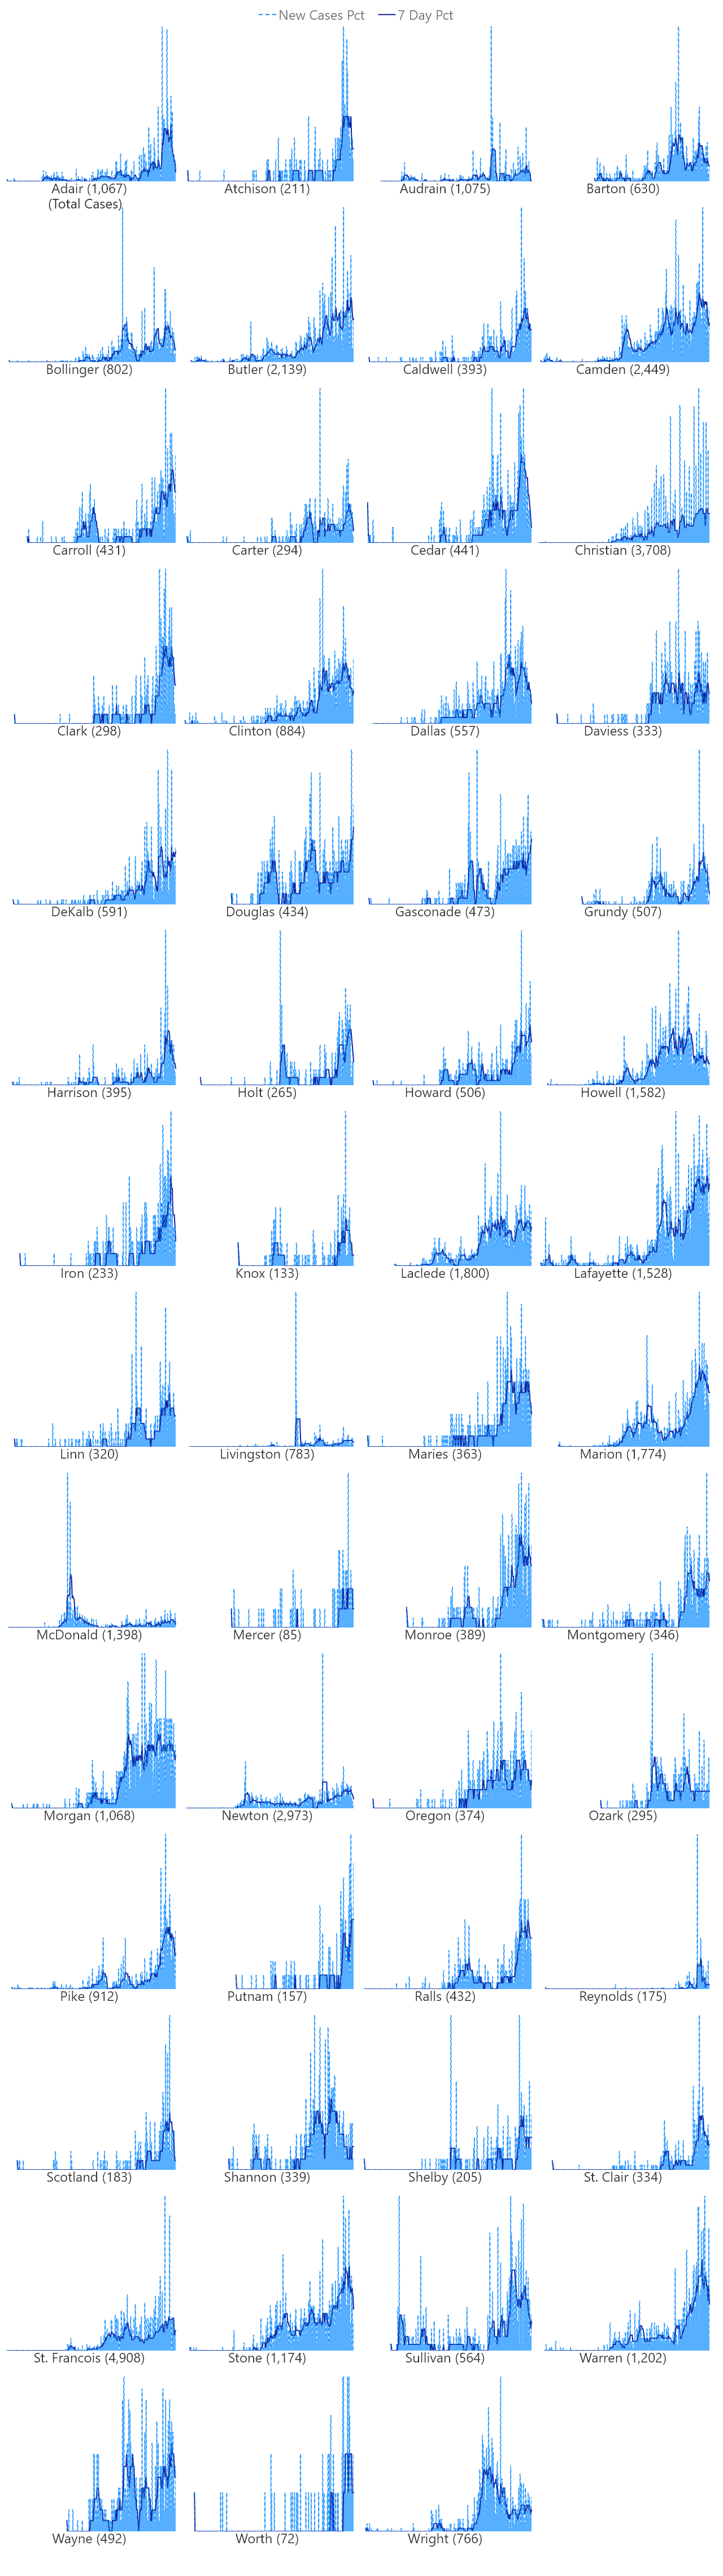 New Cases Pct 7 Day Pct
Adair (1,067) Atchison (211) Audrain (1,075) Barton (630)
(Total Cases)
Bollinger (802) Butler (2,139) Caldwell (393) Camden (2,449)
Carroll (431) Carter (294) Cedar (441) Christian (3,708)
Clark (298) Clinton (884) Dallas (557) Daviess (333)
DeKalb (591) Douglas (434) Gasconade (473) Grundy (507)
Harrison (395) Holt (265) Howard (506) Howell (1,582)
Iron (233) Knox (133) Laclede (1,800) Lafayette (1,528)
Linn (320) Livingston (783) Maries (363) Marion (1,774)
McDonald (1,398) Mercer (85) Monroe (389) Montgomery (346)
Morgan (1,068) Newton (2,973) Oregon (374) Ozark (295)
Pike (912) Putnam (157) Ralls (432) Reynolds (175)
Scotland (183) Shannon (339) Shelby (205) St. Clair (334)
St. Francois (4,908) Stone (1,174) Sullivan (564) Warren (1,202)
Wayne (492) Worth (72) Wright (766)